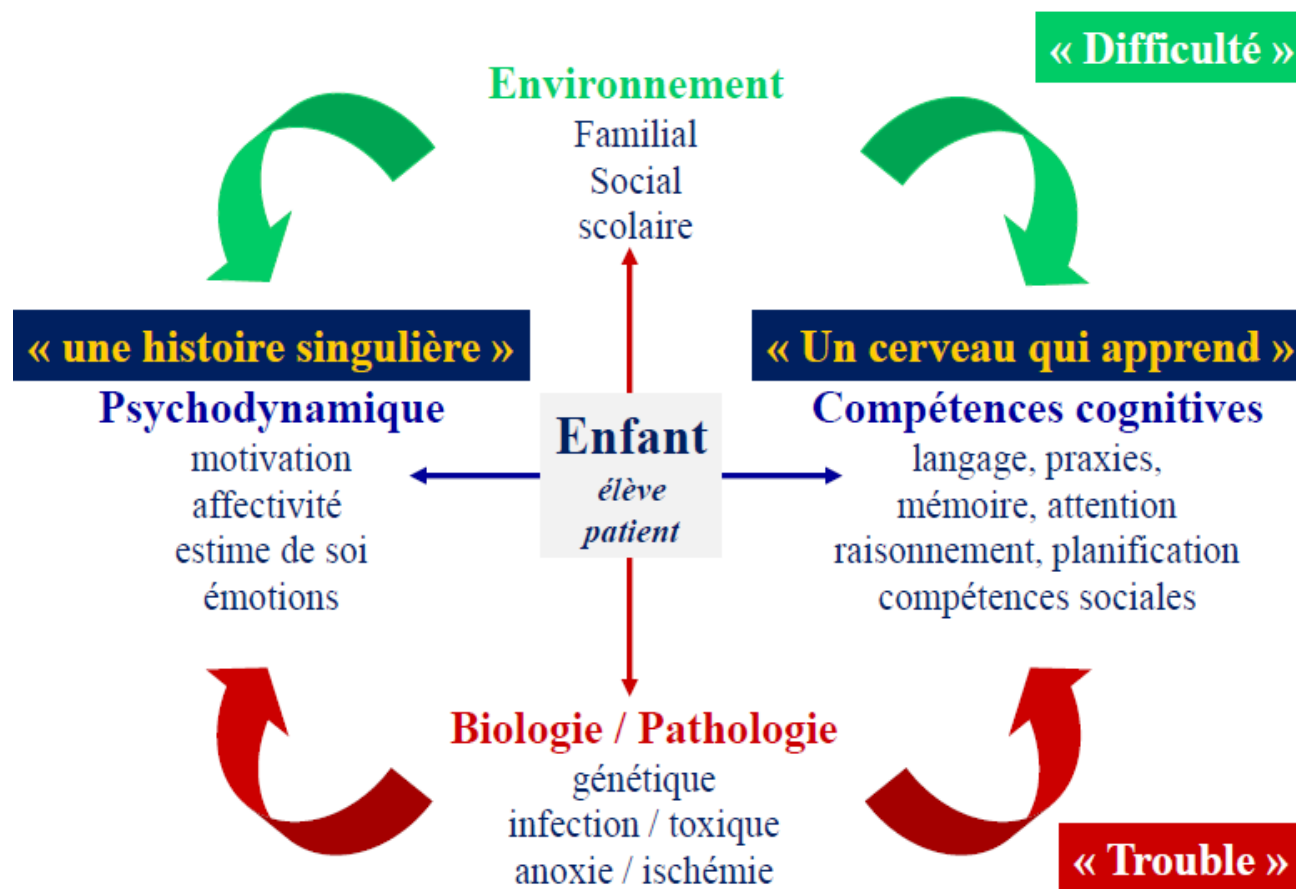 « Difficulté »
Environnement
Familial
Social
scolaire
« une histoire singulière »
Psychodynamique
motivation
affectivité
estime de soi
émotions
Enfant
élève
patient
« Un cerveau qui apprend »
Compétences cognitives
langage, praxies,
mémoire, attention
raisonnement, planification
compétences sociales
Biologie / Pathologie
génétique
infection / toxique
anoxie / ischémie
« Trouble »